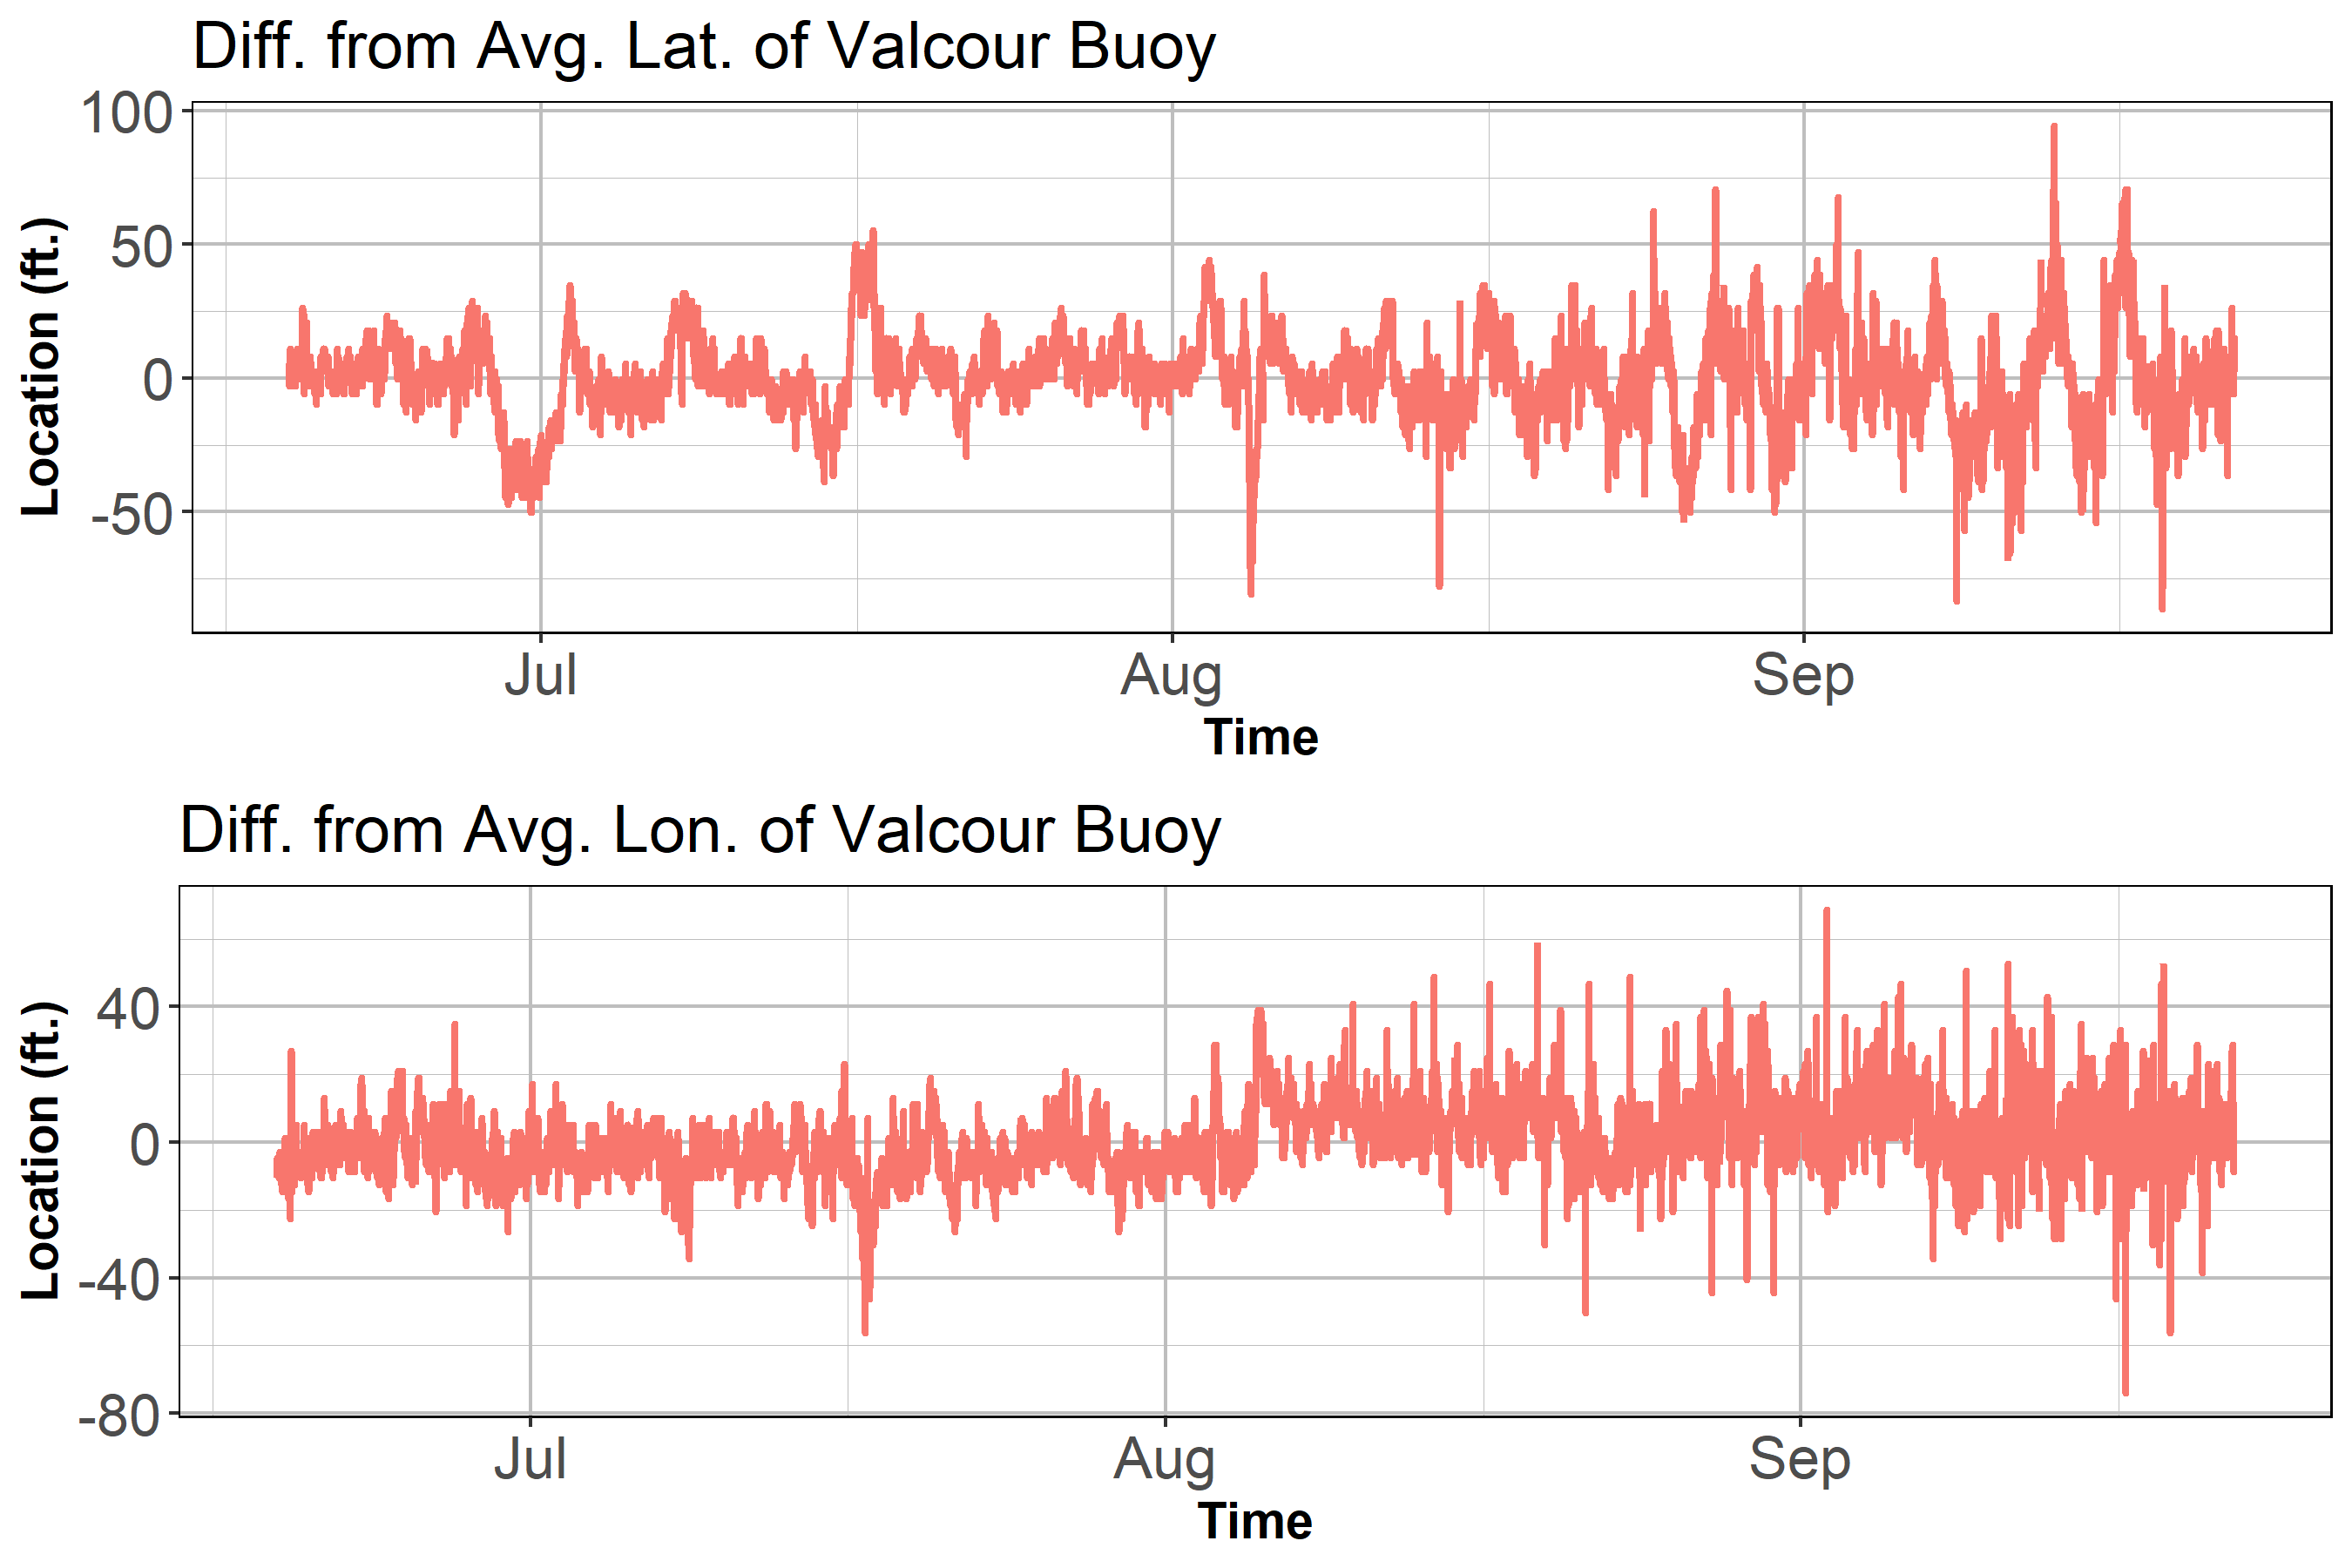 Diff. from Avg. Lat. of Valcour Buoy
Location (ft.)
100
50
0
-50
Jul Aug Sep
Time
Diff. from Avg. Lon. of Valcour Buoy
Location (ft.)
40
0
-40
-80
Jul Aug Sep
Time